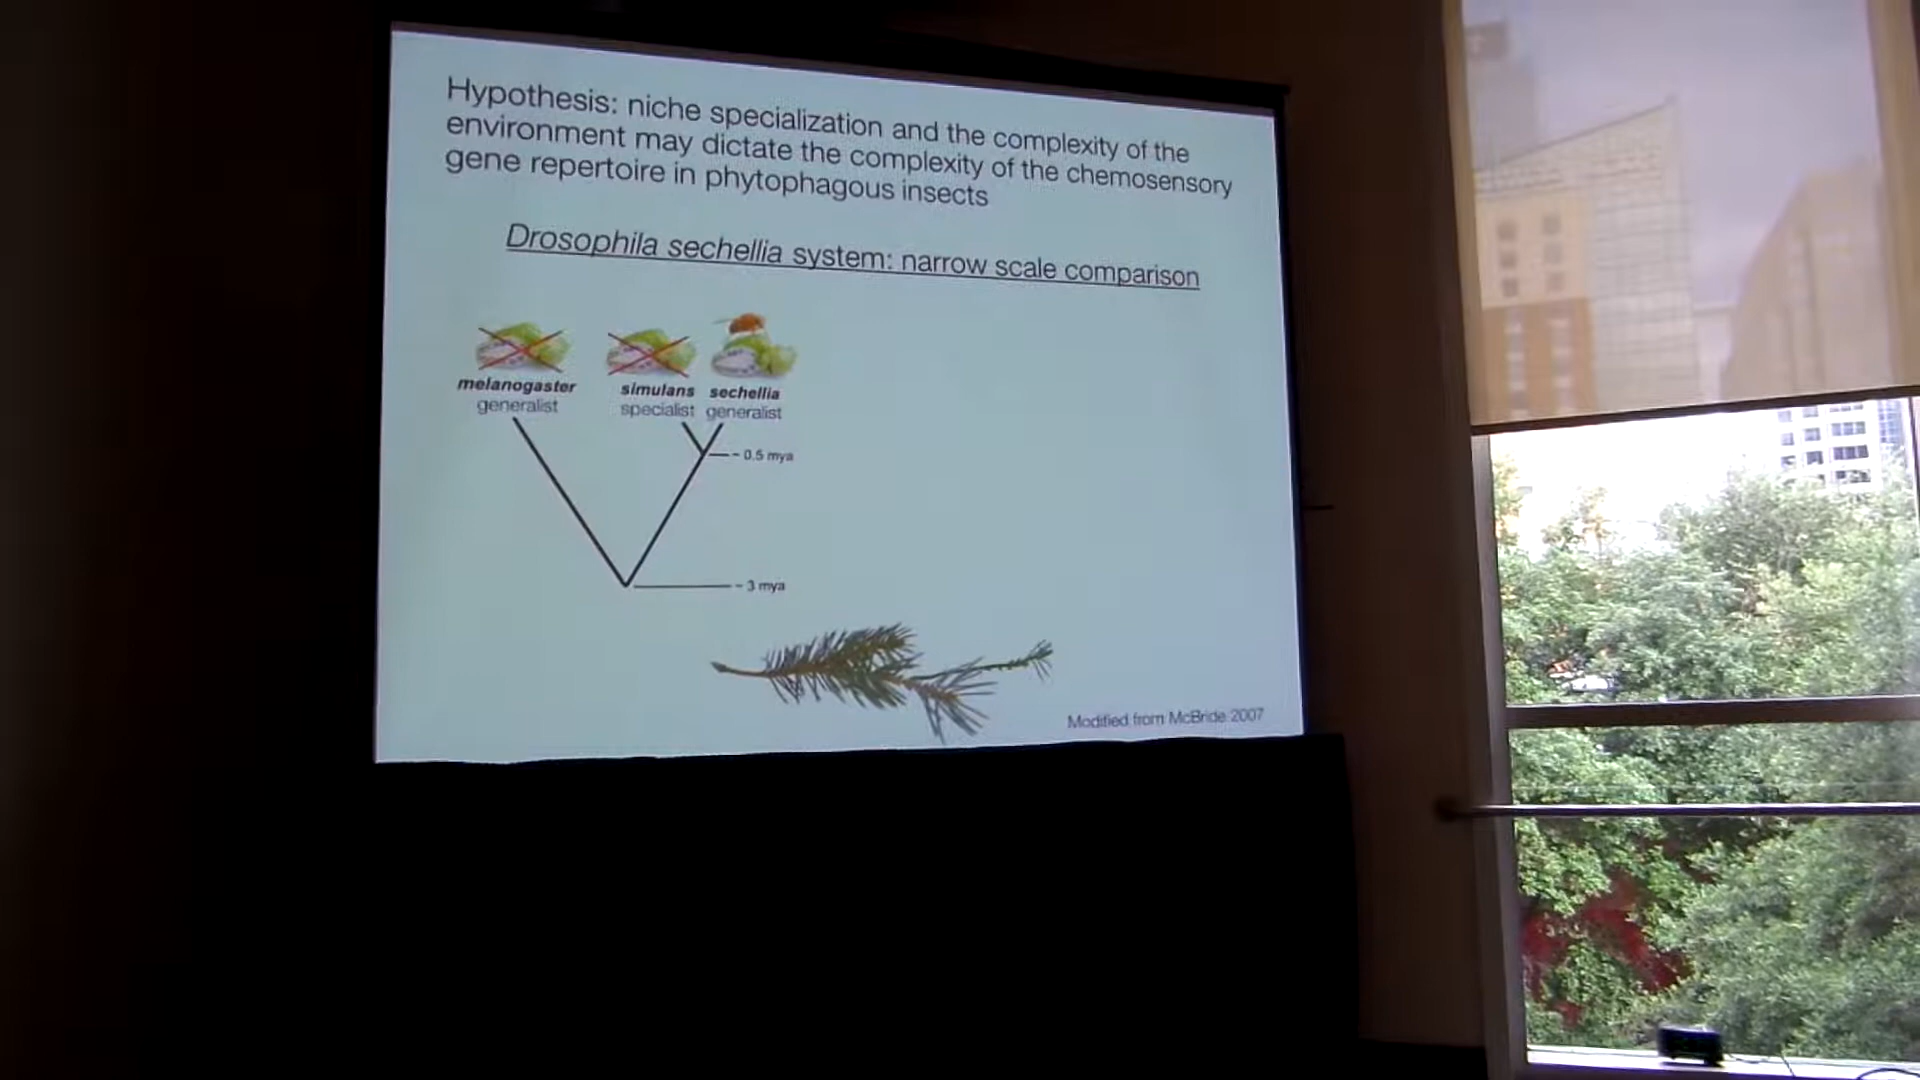 Hypothesis: niche specialization and the complexity of the
environment may dictate the complexity of the chemosensory
gene repertoire in phytophagous insects
Drosophila sechellia system: narrow scale comparison
melanogaster
generalist
simulans
specialist
sechellia
generalist
~ 0.5 mya
~ 3 mya
Modified from McBride 2007